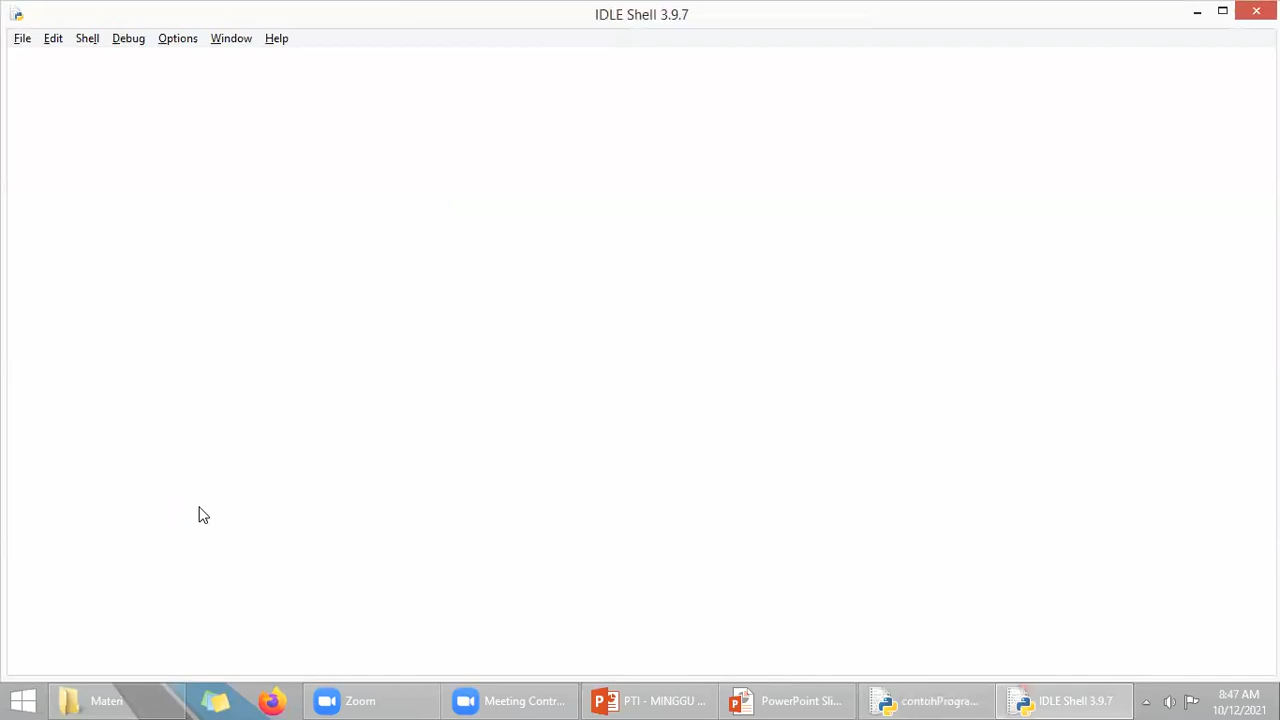 IDLE Shell 3.9.7
File Edit Shell Debug Options Window Help
Materi Zoom Meeting Contr... PTI - MINGGU ... PowerPoint Sli... contohProgra... IDLE Shell 3.9.7
8:47 AM
10/12/2021